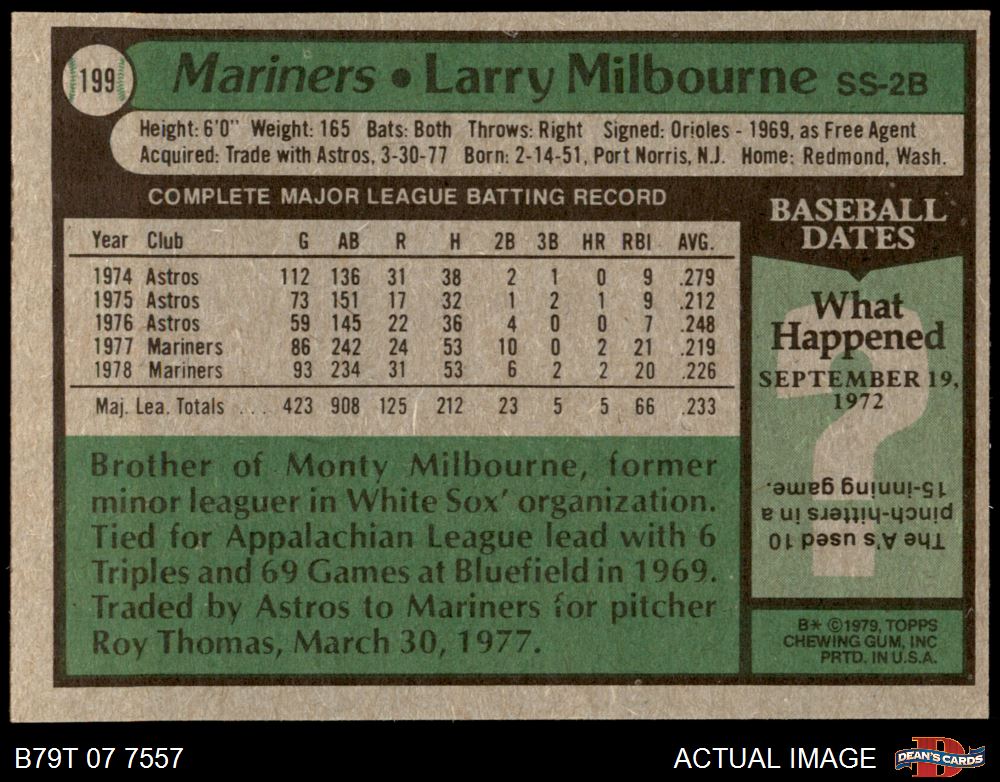 199
Mariners • Larry Milbourne SS-2B
Height: 6'0" Weight: 165 Bats: Both Throws: Right Signed: Orioles - 1969, as Free Agent
Acquired: Trade with Astros, 3-30-77 Born: 2-14-51, Port Norris, N.J. Home: Redmond, Wash.
COMPLETE MAJOR LEAGUE BATTING RECORD
Year Club G AB R H 2B 3B HR RBI AVG.
1974 Astros 112 136 31 38 2 1 0 9 .279
1975 Astros 73 151 17 32 1 2 1 9 .212
1976 Astros 59 145 22 36 4 0 0 7 .248
1977 Mariners 86 242 24 53 10 0 2 21 .219
1978 Mariners 93 234 31 53 6 2 2 20 .226
Maj. Lea. Totals ... 423 908 125 212 23 5 5 66 .233
Brother of Monty Milbourne, former
minor leaguer in White Sox' organization.
Tied for Appalachian League lead with 6
Triples and 69 Games at Bluefield in 1969.
Traded by Astros to Mariners for pitcher
Roy Thomas, March 30, 1977.
BASEBALL
DATES
What
Happened
SEPTEMBER 19,
1972
The A's used 10
pinch-hitters in a
15-inning game.
B* ©1979, TOPPS
CHEWING GUM, INC
PRTD. IN U.S.A.
B79T 07 7557
ACTUAL IMAGE
D
DEAN'S CARDS